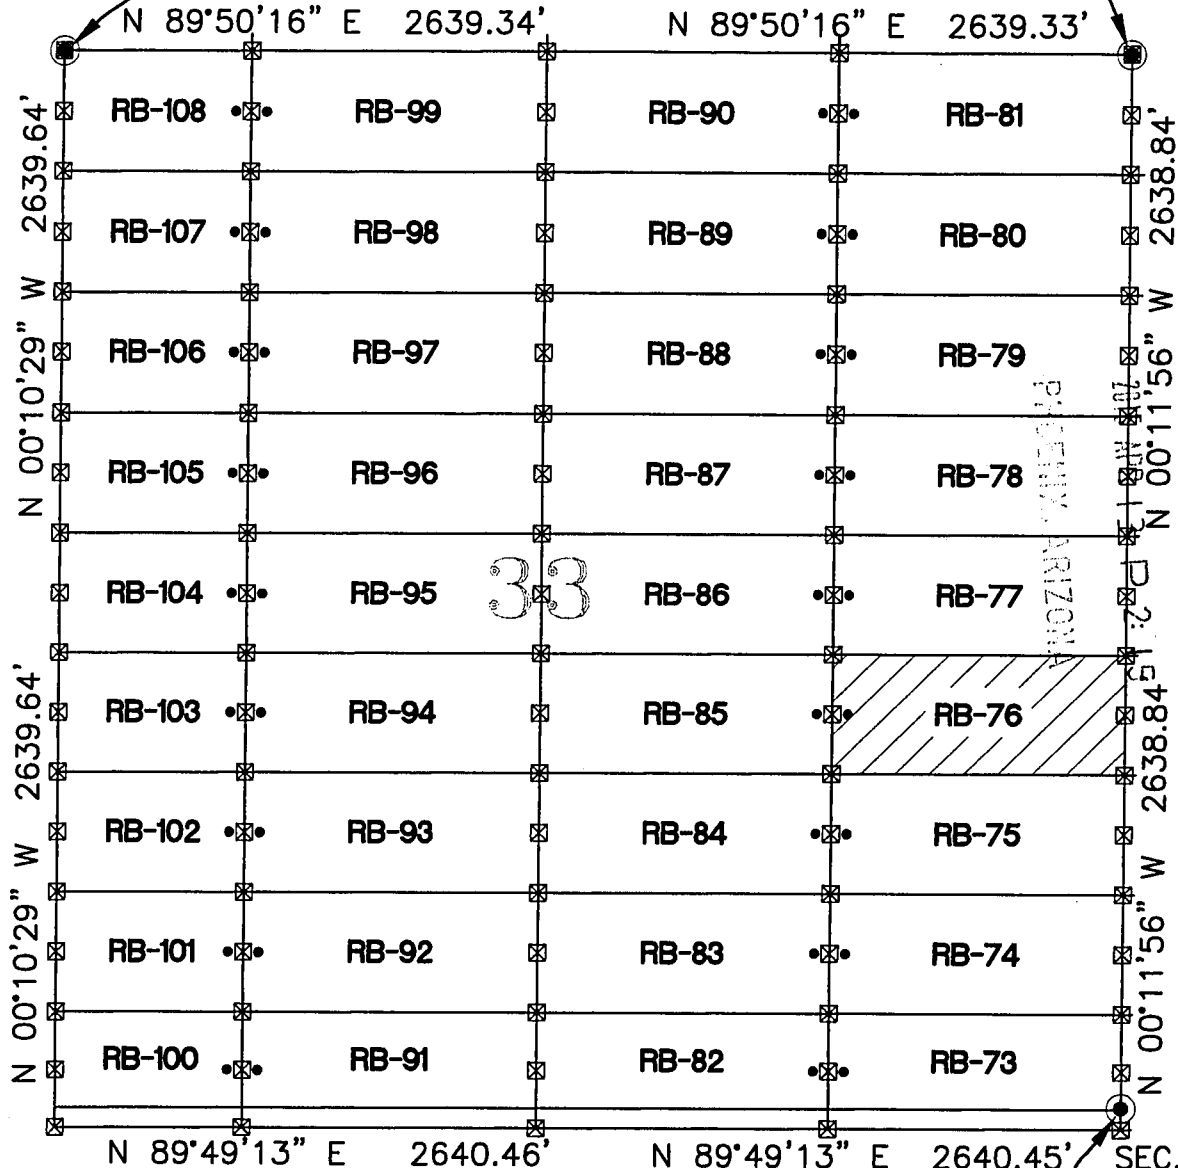 N 89°50'16" E 2639.34' N 89°50'16" E 2639.33'
N 00°10'29" W 2639.64'
N 00°11'56" W 2638.84'
RB-108 RB-99 RB-90 RB-81
RB-107 RB-98 RB-89 RB-80
RB-106 RB-97 RB-88 RB-79
RB-105 RB-96 RB-87 RB-78
RB-104 RB-95 33 RB-86 RB-77
RB-103 RB-94 RB-85 RB-76
RB-102 RB-93 RB-84 RB-75
RB-101 RB-92 RB-83 RB-74
RB-100 RB-91 RB-82 RB-73
PHOENIX, ARIZONA
N 00°10'29" W 2639.64'
N 00°11'56" W 2638.84'
N 89°49'13" E 2640.46' N 89°49'13" E 2640.45' SEC.